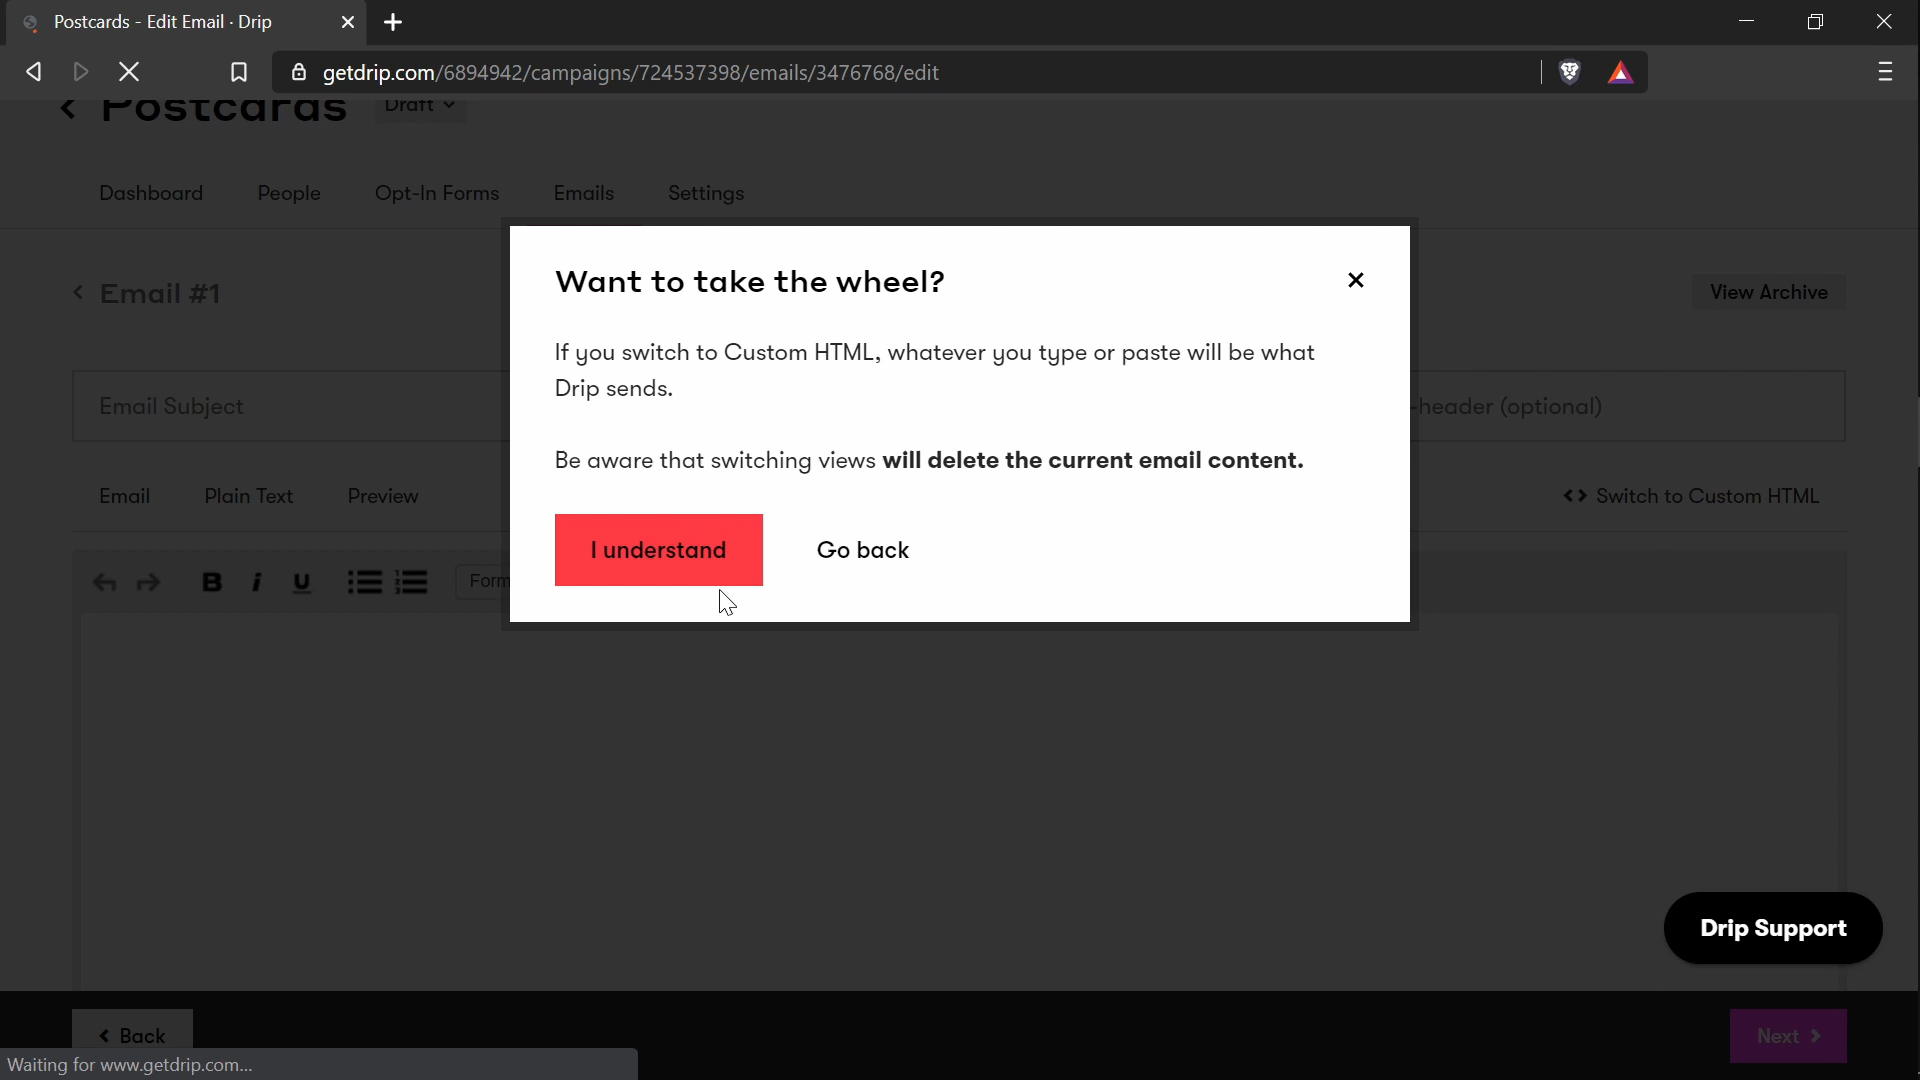 Postcards - Edit Email · Drip
getdrip.com/6894942/campaigns/724537398/emails/3476768/edit
Postcards
Draft
Dashboard
People
Opt-In Forms
Emails
Settings
Email #1
View Archive
Want to take the wheel?
If you switch to Custom HTML, whatever you type or paste will be what
Drip sends.
Be aware that switching views will delete the current email content.
I understand
Go back
Email Subject
-header (optional)
Email
Plain Text
Preview
<> Switch to Custom HTML
B i U
Form
Drip Support
Back
Next
Waiting for www.getdrip.com...